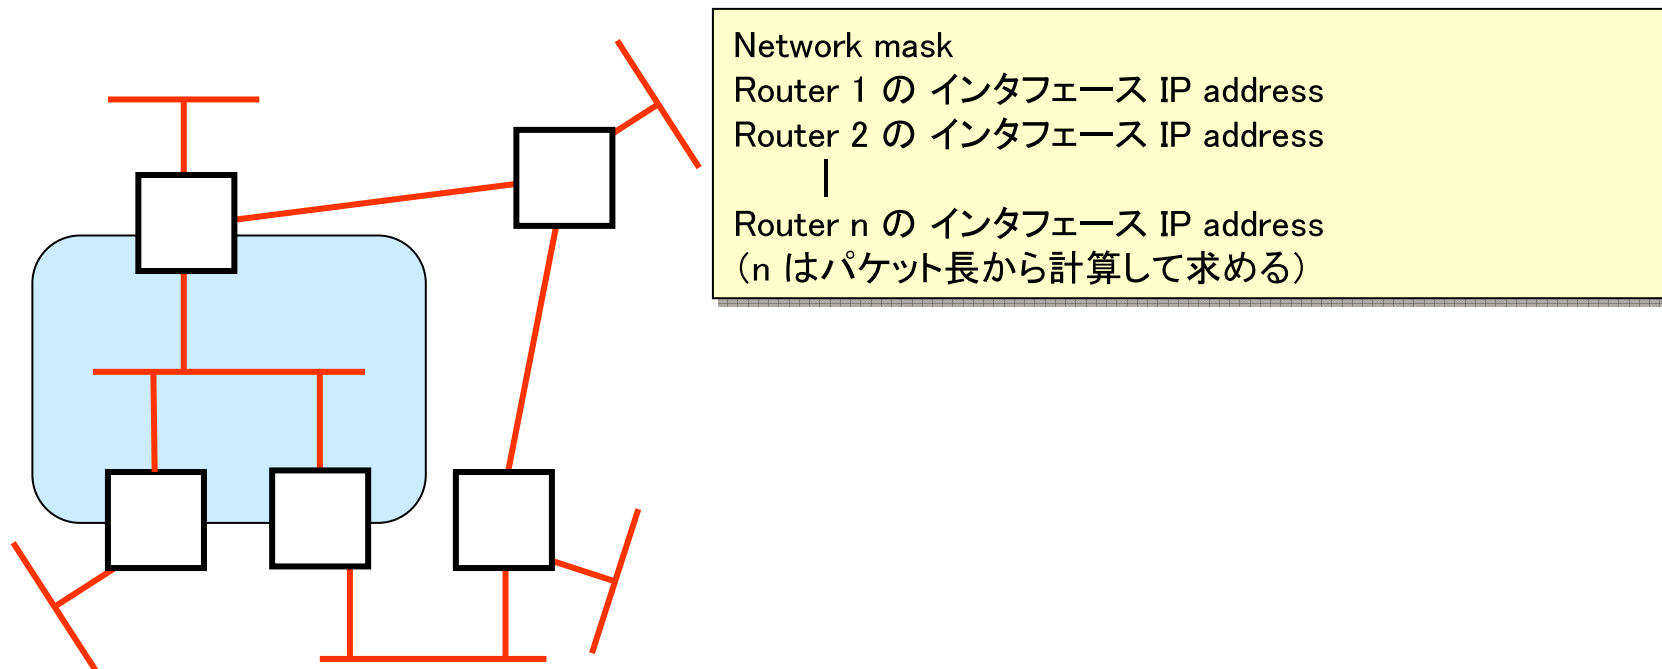 Network mask
Router 1 の インタフェース IP address
Router 2 の インタフェース IP address
|
Router n の インタフェース IP address
(n はパケット長から計算して求める)